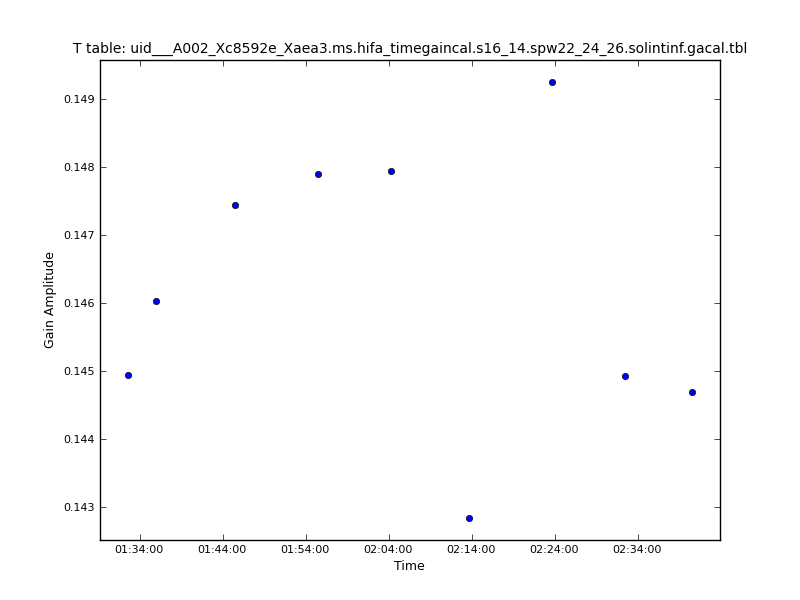 T table: uid___A002_Xc8592e_Xaea3.ms.hifa_timegaincal.s16_14.spw22_24_26.solintinf.gacal.tbl
0.149
0.148
0.147
0.146
0.145
0.144
0.143
Gain Amplitude
01:34:00 01:44:00 01:54:00 02:04:00 02:14:00 02:24:00 02:34:00
Time